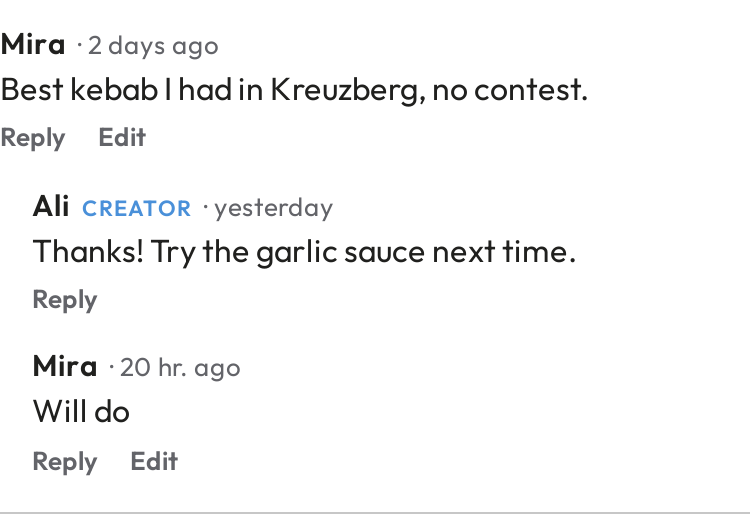 Mira · 2 days ago
Best kebab I had in Kreuzberg, no contest.
Reply Edit
Ali CREATOR · yesterday
Thanks! Try the garlic sauce next time.
Reply
Mira · 20 hr. ago
Will do
Reply Edit